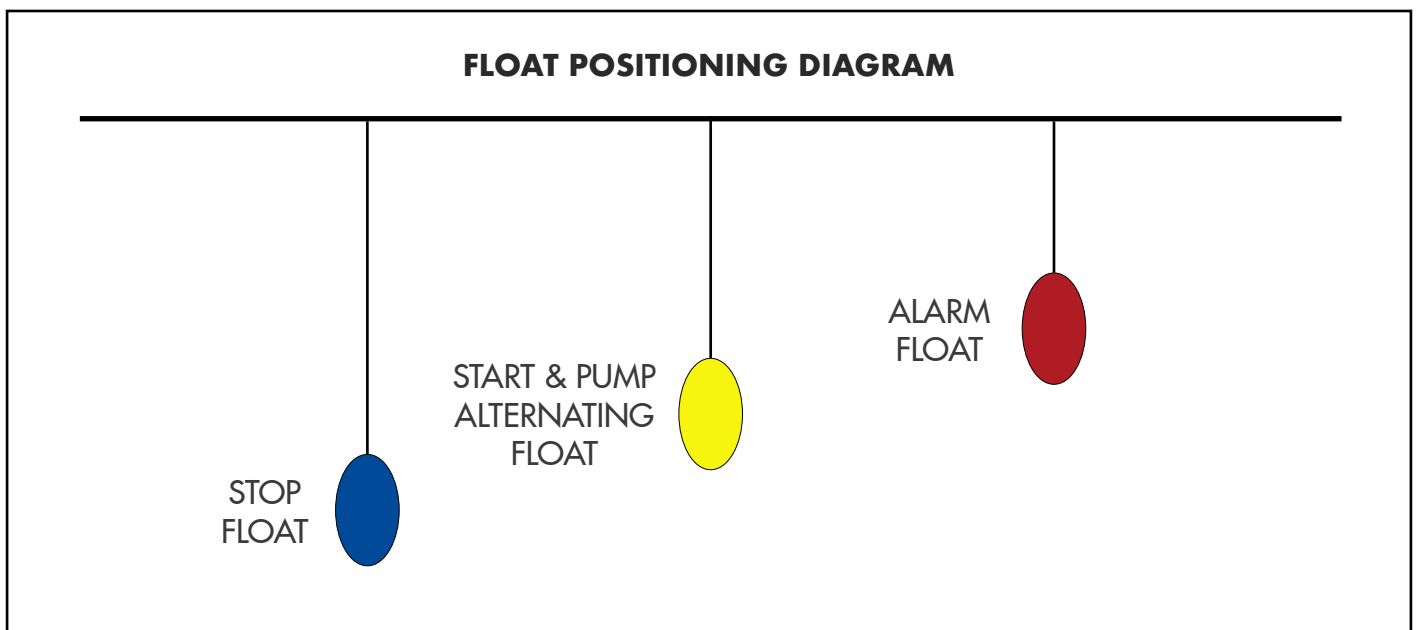 FLOAT POSITIONING DIAGRAM
STOP
FLOAT
START & PUMP
ALTERNATING
FLOAT
ALARM
FLOAT